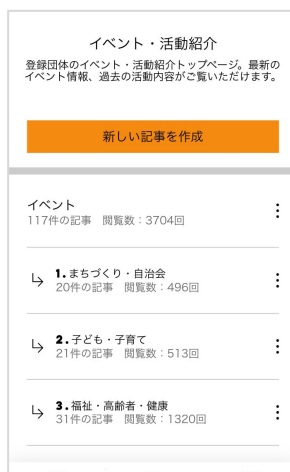 イベント・活動紹介
登録団体のイベント・活動紹介トップページ。最新の
イベント情報、過去の活動内容がご覧いただけます。
新しい記事を作成
イベント
117件の記事 閲覧数：3704回
1.まちづくり・自治会
20件の記事 閲覧数：496回
2.子ども・子育て
21件の記事 閲覧数：513回
3.福祉・高齢者・健康
31件の記事 閲覧数：1320回